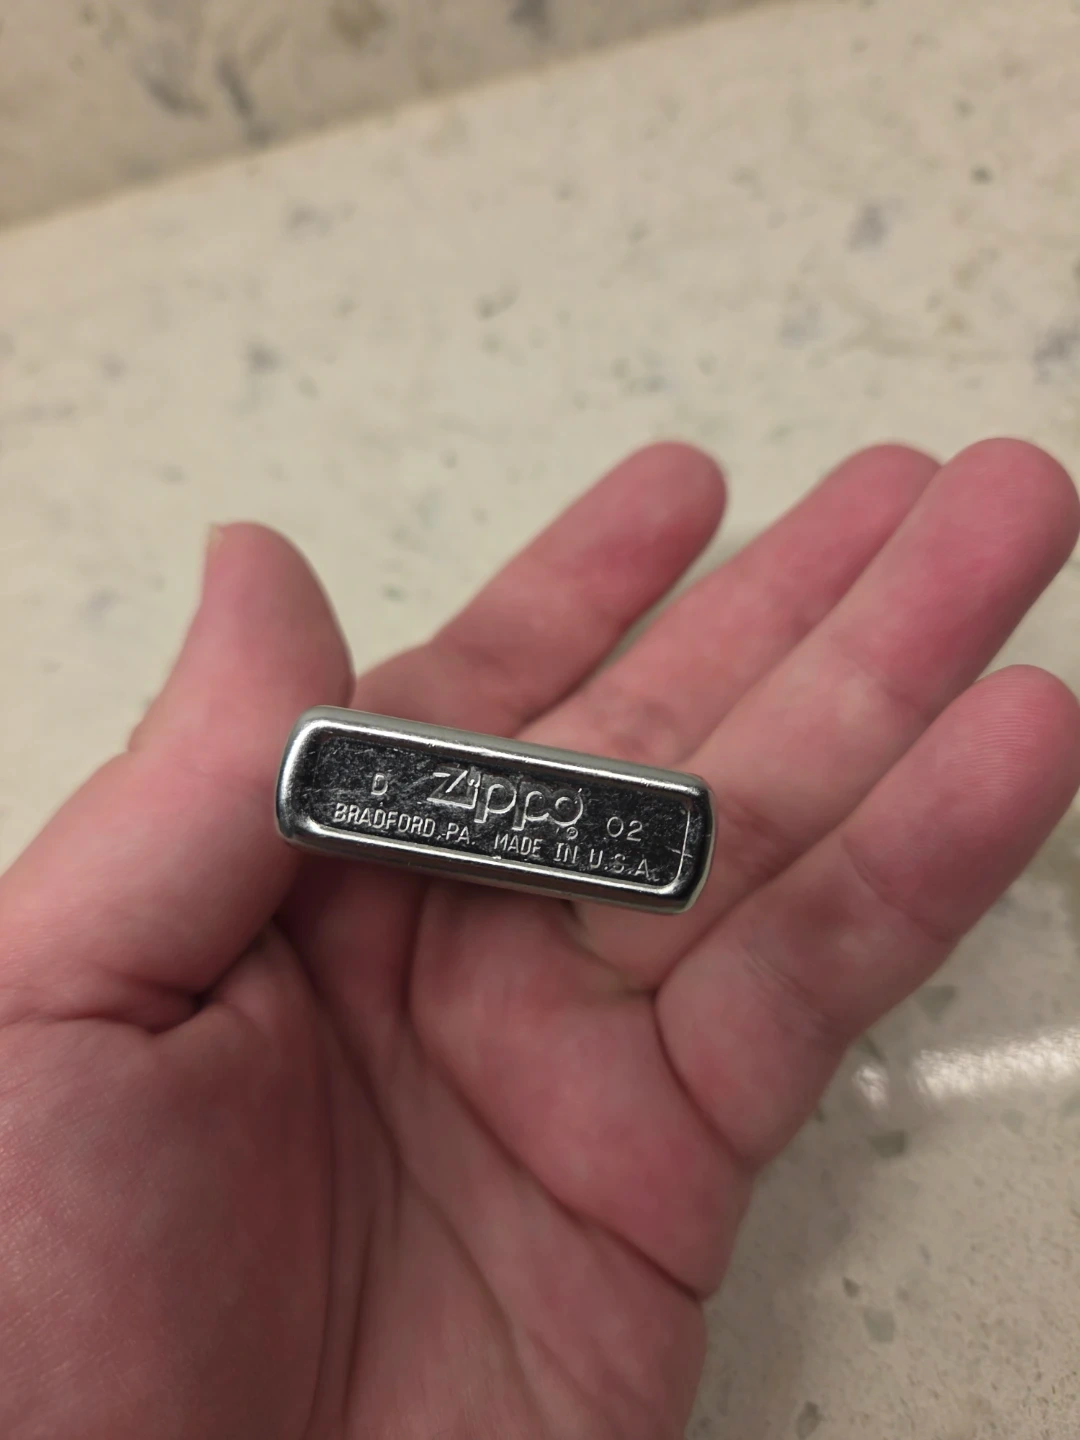 D Zippo® 02
BRADFORD, PA. MADE IN U.S.A.